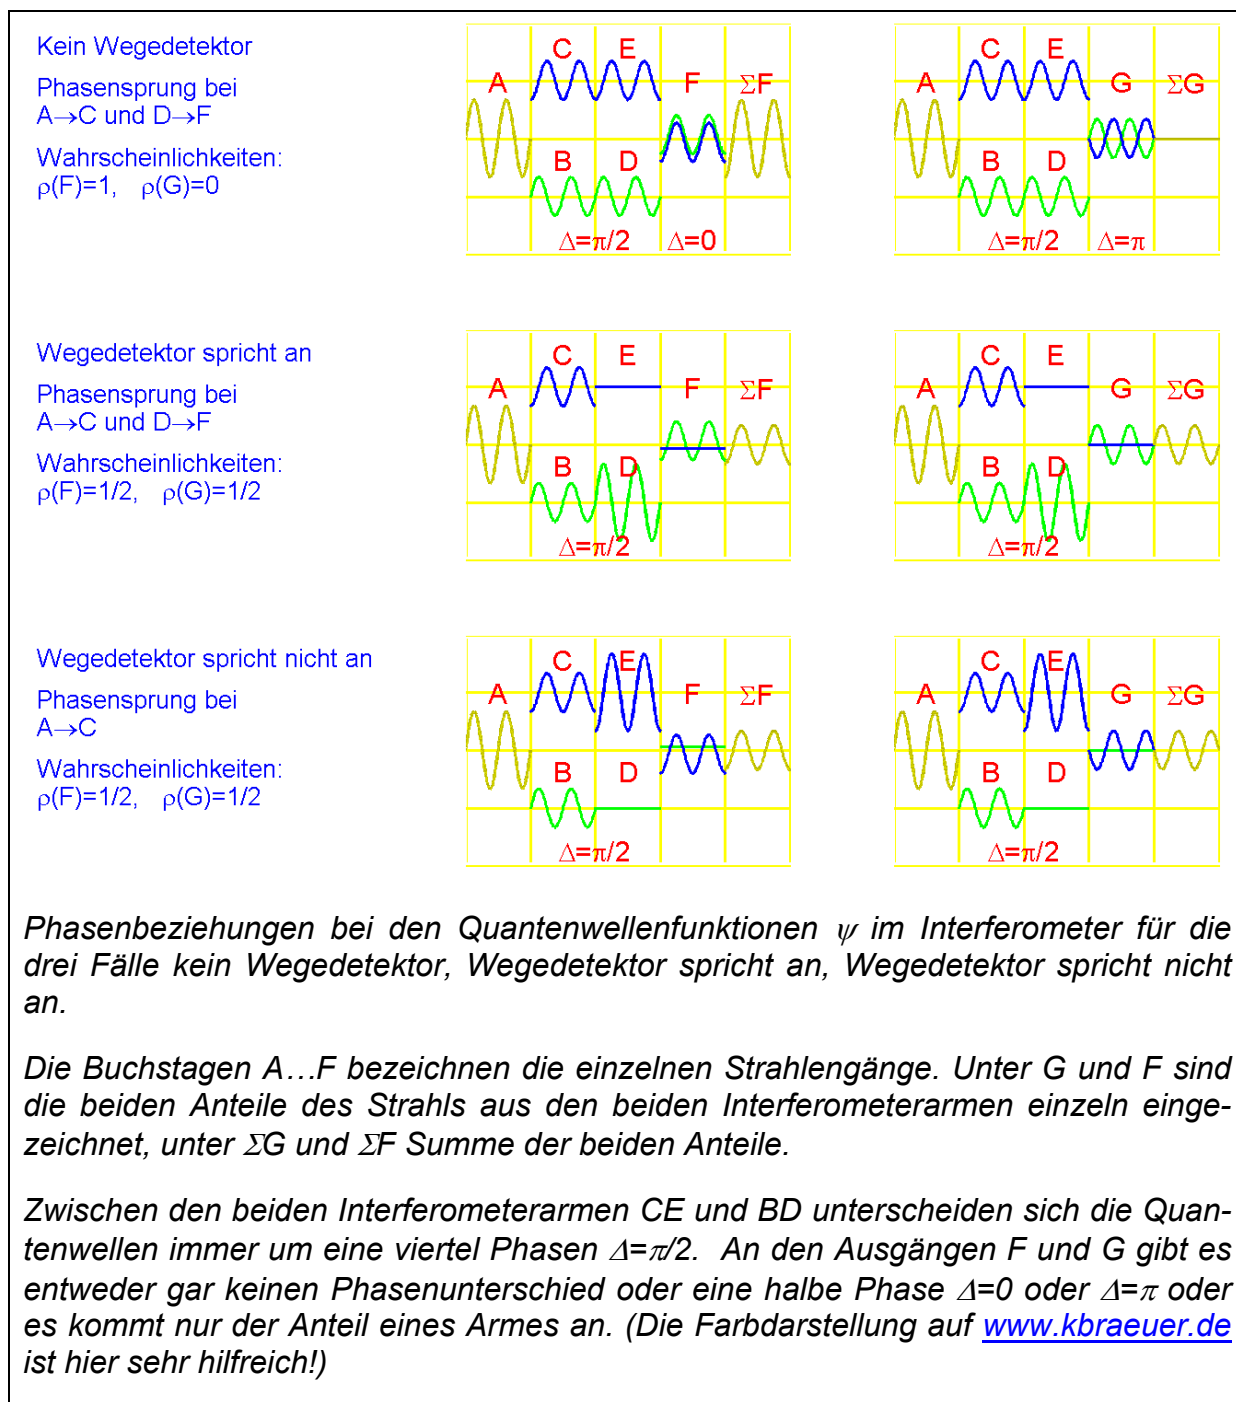 Kein Wegedetektor
Phasensprung bei
A→C und D→F
Wahrscheinlichkeiten:
ρ(F)=1, ρ(G)=0
A C E F ΣF
B D
Δ=π/2 Δ=0
A C E G ΣG
B D
Δ=π/2 Δ=π
Wegedetektor spricht an
Phasensprung bei
A→C und D→F
Wahrscheinlichkeiten:
ρ(F)=1/2, ρ(G)=1/2
A C E F ΣF
B D
Δ=π/2
A C E G ΣG
B D
Δ=π/2
Wegedetektor spricht nicht an
Phasensprung bei
A→C
Wahrscheinlichkeiten:
ρ(F)=1/2, ρ(G)=1/2
A C E F ΣF
B D
Δ=π/2
A C E G ΣG
B D
Δ=π/2
Phasenbeziehungen bei den Quantenwellenfunktionen ψ im Interferometer für die
drei Fälle kein Wegedetektor, Wegedetektor spricht an, Wegedetektor spricht nicht
an.
Die Buchstagen A…F bezeichnen die einzelnen Strahlengänge. Unter G und F sind
die beiden Anteile des Strahls aus den beiden Interferometerarmen einzeln einge-
zeichnet, unter ΣG und ΣF Summe der beiden Anteile.
Zwischen den beiden Interferometerarmen CE und BD unterscheiden sich die Quan-
tenwellen immer um eine viertel Phasen Δ=π/2. An den Ausgängen F und G gibt es
entweder gar keinen Phasenunterschied oder eine halbe Phase Δ=0 oder Δ=π oder
es kommt nur der Anteil eines Armes an. (Die Farbdarstellung auf www.kbraeuer.de
ist hier sehr hilfreich!)